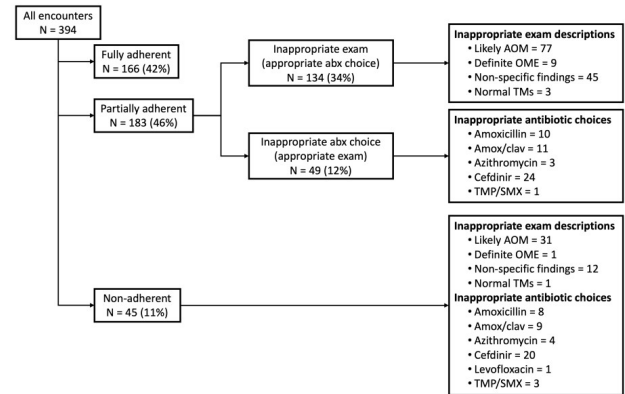 All encounters
N = 394
Fully adherent
N = 166 (42%)
Partially adherent
N = 183 (46%)
Inappropriate exam
(appropriate abx choice)
N = 134 (34%)
Inappropriate exam descriptions
• Likely AOM = 77
• Definite OME = 9
• Non-specific findings = 45
• Normal TMs = 3
Inappropriate abx choice
(appropriate exam)
N = 49 (12%)
Inappropriate antibiotic choices
• Amoxicillin = 10
• Amox/clav = 11
• Azithromycin = 3
• Cefdinir = 24
• TMP/SMX = 1
Non-adherent
N = 45 (11%)
Inappropriate exam descriptions
• Likely AOM = 31
• Definite OME = 1
• Non-specific findings = 12
• Normal TMs = 1
Inappropriate antibiotic choices
• Amoxicillin = 8
• Amox/clav = 9
• Azithromycin = 4
• Cefdinir = 20
• Levofloxacin = 1
• TMP/SMX = 3